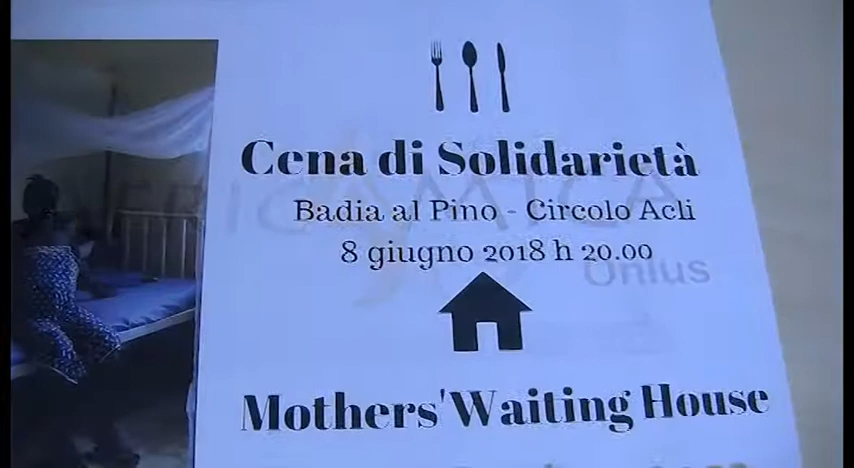 Cena di Solidarietà
Badia al Pino - Circolo Acli
8 giugno 2018 h 20.00
Onlus
Mothers'Waiting House